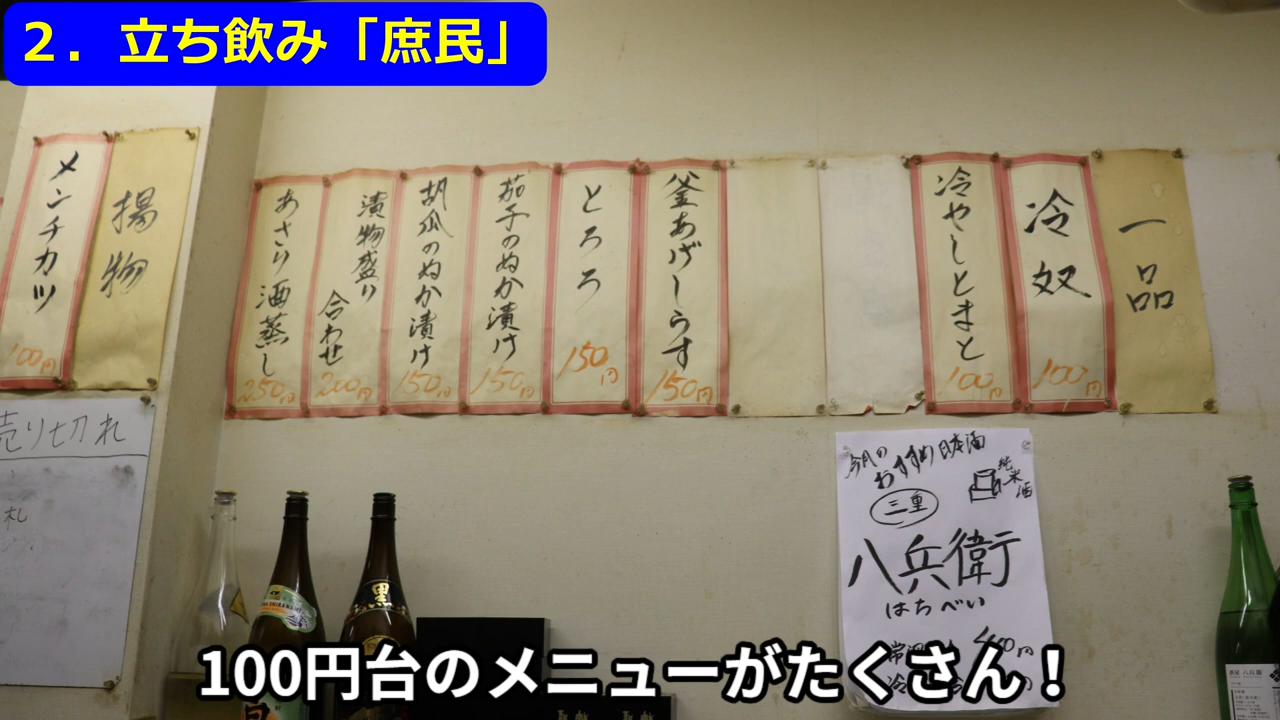 ２．立ち飲み「庶民」
一品
冷奴
100円
冷やしとまと
100円
釜あげしらす
150円
とろろ
150円
茄子のぬか漬け
150円
胡瓜のぬか漬け
150円
漬物盛り
合わせ
200円
あさり酒蒸し
250円
揚物
メンチカツ
100円
売り切れ
札
今月の
おすすめ日本酒
純米酒
三重
八兵衛
はちべい
400円
黒
100円台のメニューがたくさん！